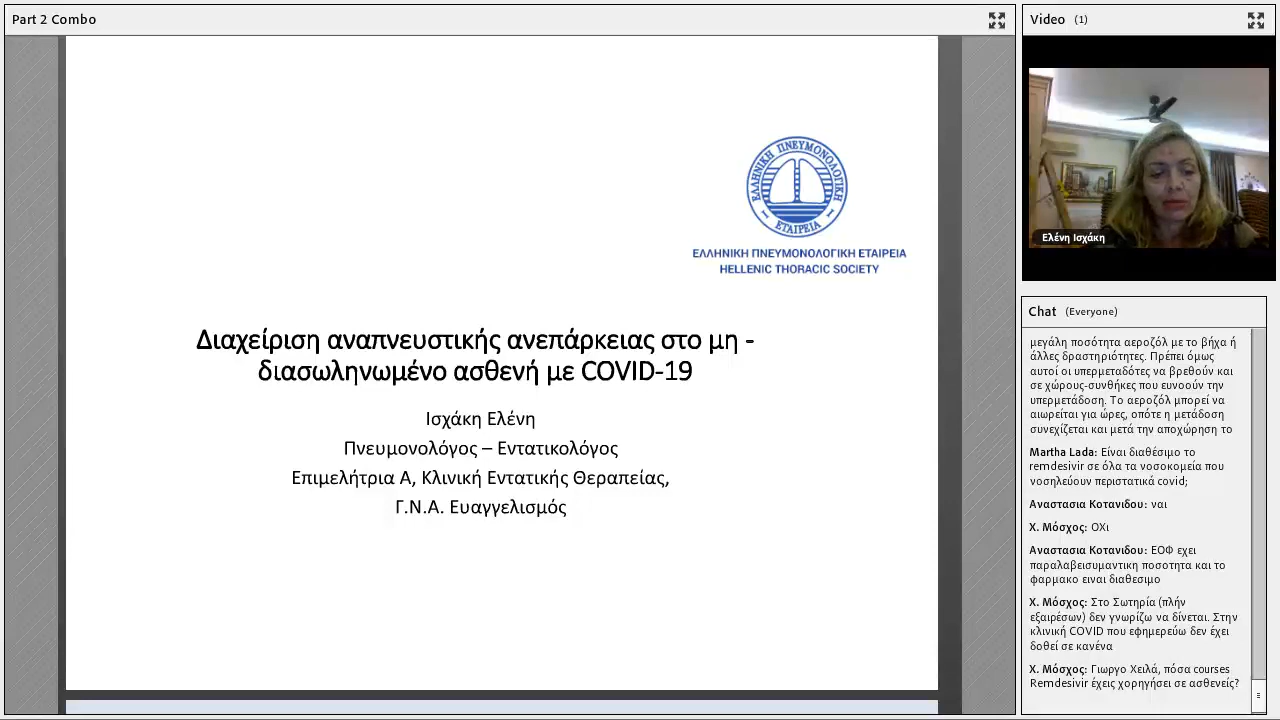 Part 2 Combo
ΕΛΛΗΝΙΚΗ ΠΝΕΥΜΟΝΟΛΟΓΙΚΗ
ΕΤΑΙΡΕΙΑ
ΕΛΛΗΝΙΚΗ ΠΝΕΥΜΟΝΟΛΟΓΙΚΗ ΕΤΑΙΡΕΙΑ
HELLENIC THORACIC SOCIETY
Διαχείριση αναπνευστικής ανεπάρκειας στο μη -
διασωληνωμένο ασθενή με COVID-19
Ισχάκη Ελένη
Πνευμονολόγος – Εντατικολόγος
Επιμελήτρια Α, Κλινική Εντατικής Θεραπείας,
Γ.Ν.Α. Ευαγγελισμός
Video (1)
Ελένη Ισχάκη
Chat (Everyone)
μεγάλη ποσότητα αεροζόλ με το βήχα ή
άλλες δραστηριότητες. Πρέπει όμως
αυτοί οι υπερμεταδότες να βρεθούν και
σε χώρους-συνθήκες που ευνοούν την
υπερμετάδοση. Το αεροζόλ μπορεί να
αιωρείται για ώρες, οπότε η μετάδοση
συνεχίζεται και μετά την αποχώρηση το
Martha Lada: Είναι διαθέσιμο το
remdesivir σε όλα τα νοσοκομεία που
νοσηλεύουν περιστατικά covid;
Αναστασια Κοτανιδου: ναι
Χ. Μόσχος: ΟΧι
Αναστασια Κοτανιδου: ΕΟΦ εχει
παραλαβεισυμαντικη ποσοτητα και το
φαρμακο ειναι διαθεσιμο
Χ. Μόσχος: Στο Σωτηρία (πλήν
εξαιρέσων) δεν γνωρίζω να δίνεται. Στην
κλινική COVID που εφημερεύω δεν έχει
δοθεί σε κανένα
Χ. Μόσχος: Γιωργο Χειλά, πόσα courses
Remdesivir έχεις χορηγήσει σε ασθενείς?